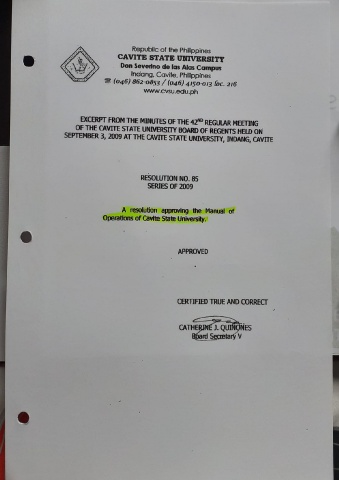 Republic of the Philippines
CAVITE STATE UNIVERSITY
Don Severino de las Alas Campus
Indang, Cavite, Philippines
☎ (046) 862-0853 / (046) 4150-013 loc. 216
www.cvsu.edu.ph
EXCERPT FROM THE MINUTES OF THE 42ND REGULAR MEETING
OF THE CAVITE STATE UNIVERSITY BOARD OF REGENTS HELD ON
SEPTEMBER 3, 2009 AT THE CAVITE STATE UNIVERSITY, INDANG, CAVITE
RESOLUTION NO. 85
SERIES OF 2009
A resolution approving the Manual of
Operations of Cavite State University.
APPROVED
CERTIFIED TRUE AND CORRECT
CATHERINE J. QUIÑONES
Board Secretary V